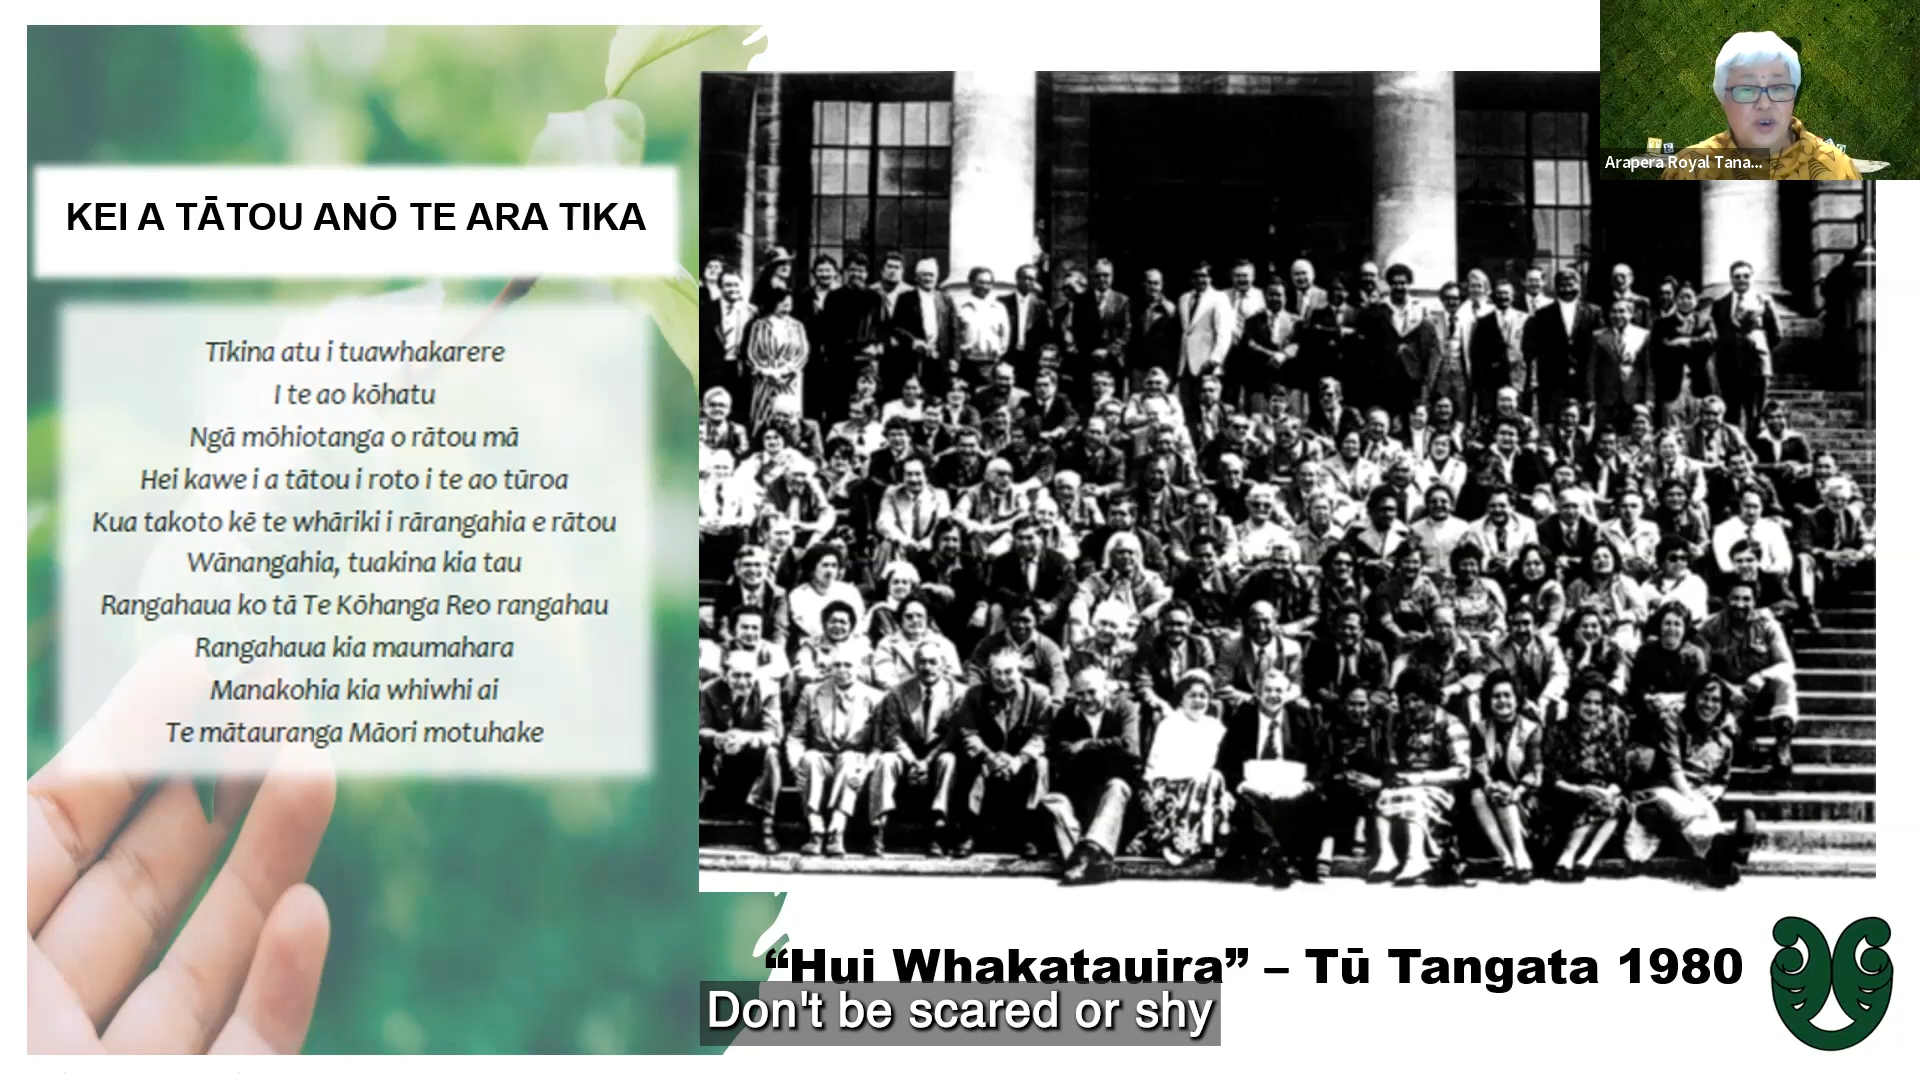 KEI A TĀTOU ANŌ TE ARA TIKA
Tīkina atu i tuawhakarere
I te ao kōhatu
Ngā mōhiotanga o rātou mā
Hei kawe i a tātou i roto i te ao tūroa
Kua takoto kē te whāriki i rārangahia e rātou
Wānangahia, tuakina kia tau
Rangahaua ko tā Te Kōhanga Reo rangahau
Rangahaua kia maumahara
Manakohia kia whiwhi ai
Te mātauranga Māori motuhake
Arapera Royal Tana...
“Hui Whakatauira” – Tū Tangata 1980
Don't be scared or shy